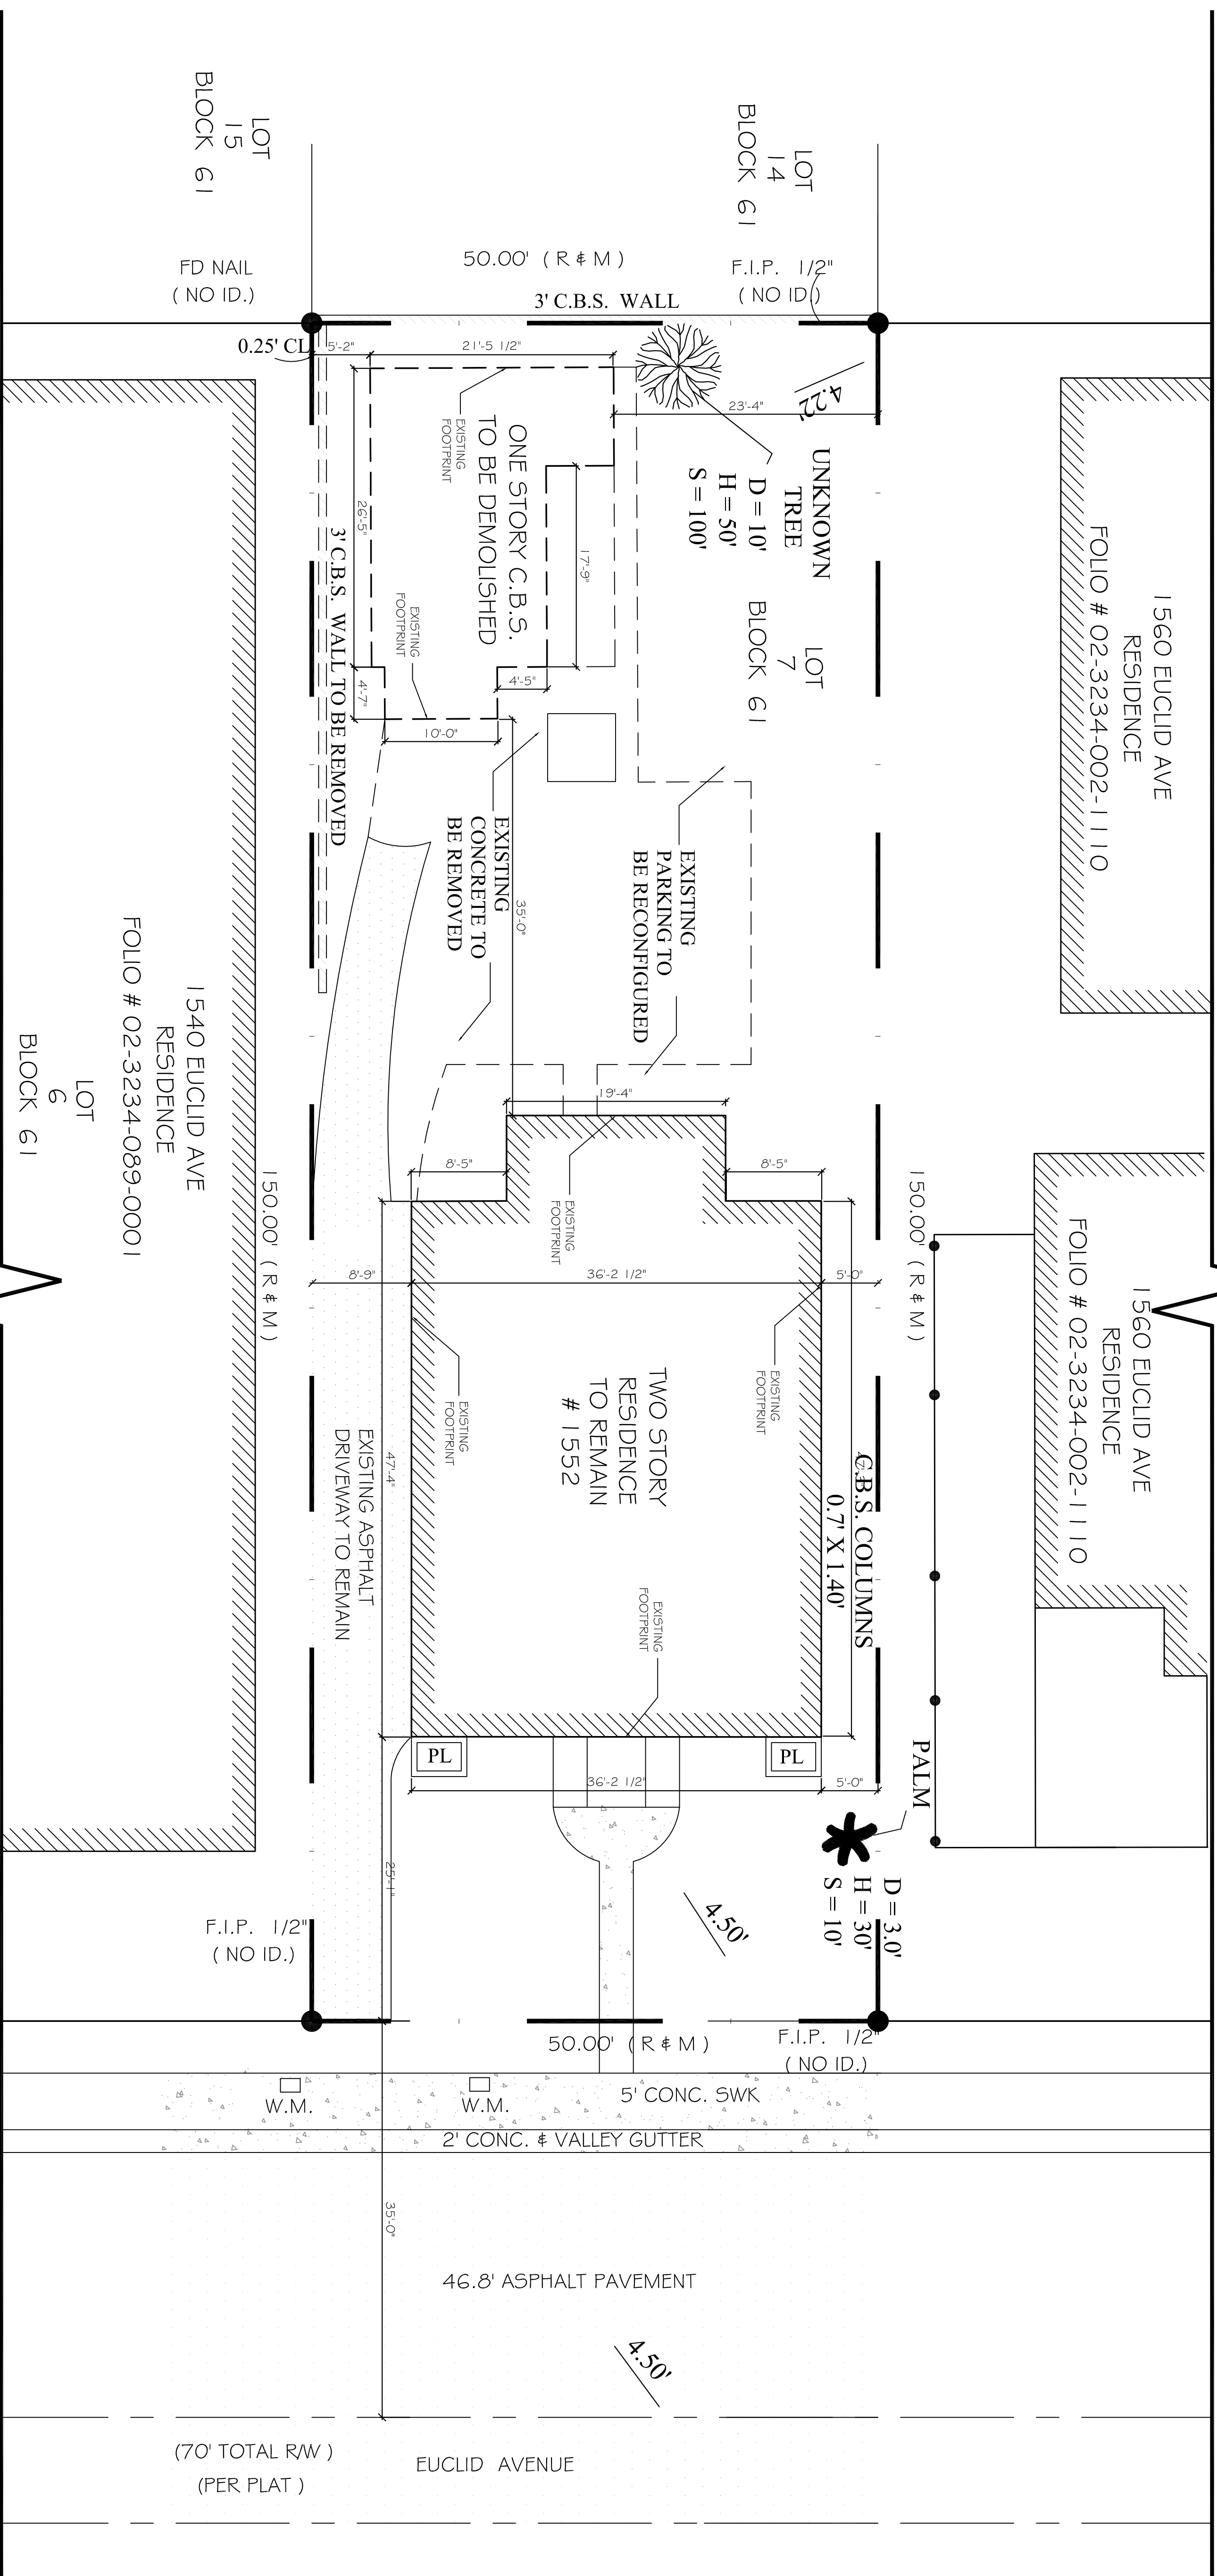 LOT
15
BLOCK 61
LOT
14
BLOCK 61
50.00' ( R & M )
FD NAIL
( NO ID.)
F.I.P. 1/2"
( NO ID.)
3' C.B.S. WALL
0.25' CL
5'-2"
21'-5 1/2"
23'-4"
4.22'
EXISTING
FOOTPRINT
ONE STORY C.B.S.
TO BE DEMOLISHED
26'-5"
17'-9"
UNKNOWN
TREE
D = 10'
H = 50'
S = 100'
3' C.B.S. WALL TO BE REMOVED
EXISTING
FOOTPRINT
4'-7"
4'-5"
10'-0"
LOT
7
BLOCK 61
1560 EUCLID AVE
RESIDENCE
FOLIO # 02-3234-002-1110
EXISTING
CONCRETE TO
BE REMOVED
35'-0"
EXISTING
PARKING TO
BE RECONFIGURED
1540 EUCLID AVE
RESIDENCE
FOLIO # 02-3234-089-0001
LOT
6
BLOCK 61
19'-4"
8'-5"
8'-5"
150.00' ( R & M )
150.00' ( R & M )
EXISTING
FOOTPRINT
8'-9"
36'-2 1/2"
5'-0"
1560 EUCLID AVE
RESIDENCE
FOLIO # 02-3234-002-1110
EXISTING
FOOTPRINT
EXISTING
FOOTPRINT
TWO STORY
RESIDENCE
TO REMAIN
# 1552
EXISTING ASPHALT
DRIVEWAY TO REMAIN
47'-4"
C.B.S. COLUMNS
0.7' X 1.40'
EXISTING
FOOTPRINT
PL
PL
36'-2 1/2"
5'-0"
PALM
D = 3.0'
H = 30'
S = 10'
25'-1"
4.50'
F.I.P. 1/2"
( NO ID.)
50.00' ( R & M )
F.I.P. 1/2"
( NO ID.)
W.M.
W.M.
5' CONC. SWK
2' CONC. & VALLEY GUTTER
35'-0"
46.8' ASPHALT PAVEMENT
4.50'
(70' TOTAL R/W )
(PER PLAT )
EUCLID AVENUE